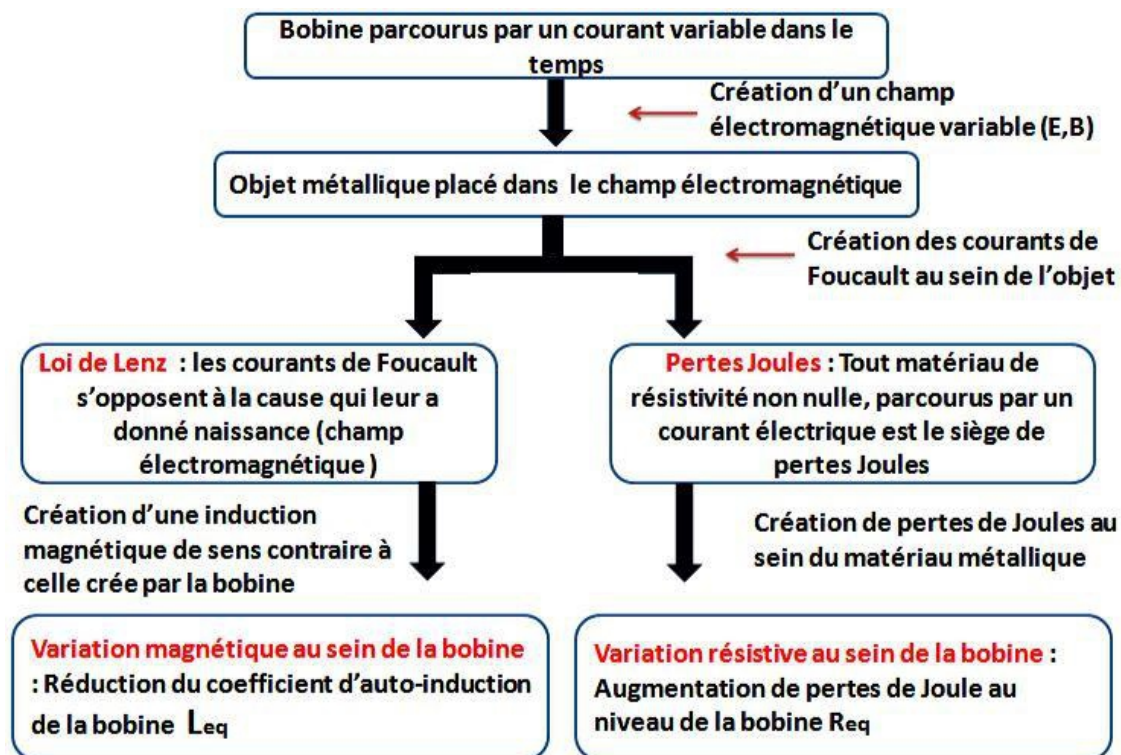 Bobine parcourus par un courant variable dans le
temps
Création d’un champ
électromagnétique variable (E,B)
Objet métallique placé dans le champ électromagnétique
Création des courants de
Foucault au sein de l’objet
Loi de Lenz : les courants de Foucault
s’opposent à la cause qui leur a
donné naissance (champ
électromagnétique )
Pertes Joules : Tout matériau de
résistivité non nulle, parcourus par un
courant électrique est le siège de
pertes Joules
Création d’une induction
magnétique de sens contraire à
celle crée par la bobine
Création de pertes de Joules au
sein du matériau métallique
Variation magnétique au sein de la bobine
: Réduction du coefficient d’auto-induction
de la bobine Leq
Variation résistive au sein de la bobine :
Augmentation de pertes de Joule au
niveau de la bobine Req